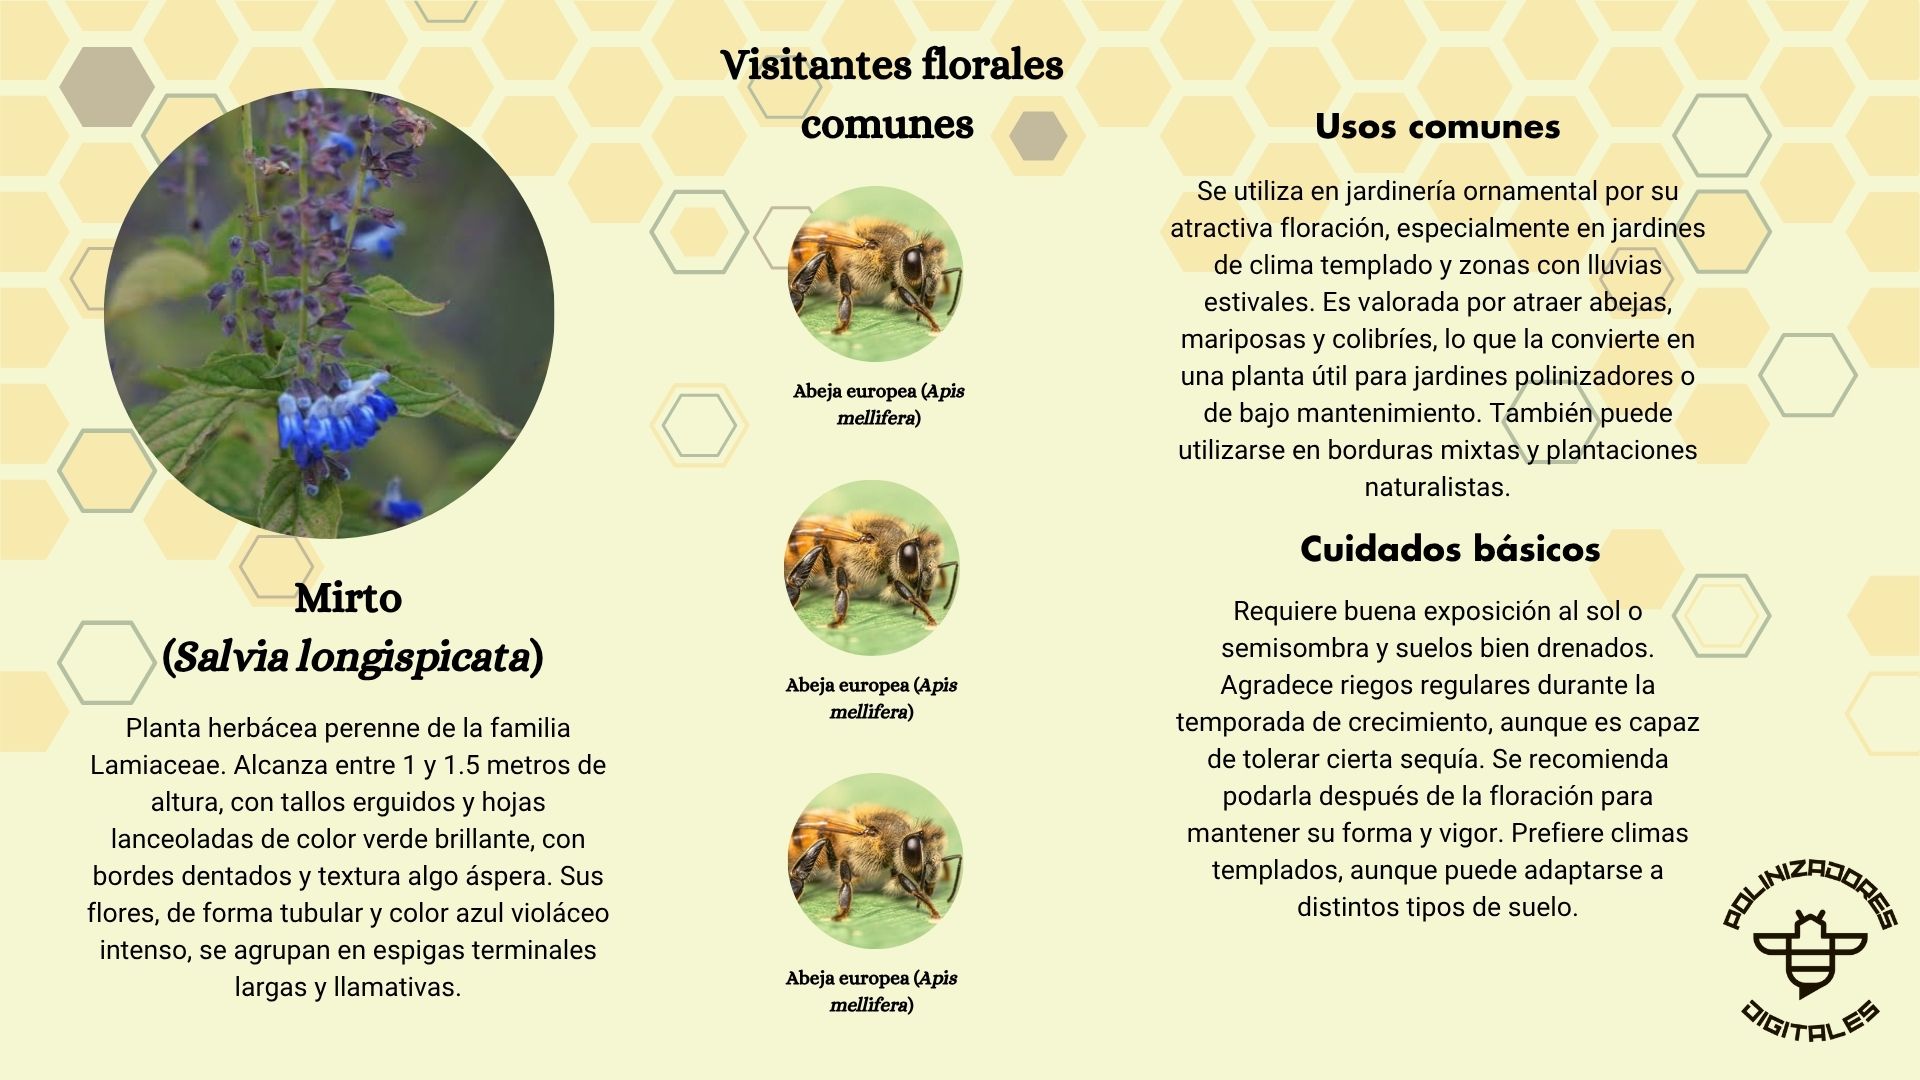 Mirto
(Salvia longispicata)
Planta herbácea perenne de la familia
Lamiaceae. Alcanza entre 1 y 1.5 metros de
altura, con tallos erguidos y hojas
lanceoladas de color verde brillante, con
bordes dentados y textura algo áspera. Sus
flores, de forma tubular y color azul violáceo
intenso, se agrupan en espigas terminales
largas y llamativas.
Visitantes florales
comunes
Abeja europea (Apis
mellifera)
Abeja europea (Apis
mellifera)
Abeja europea (Apis
mellifera)
Usos comunes
Se utiliza en jardinería ornamental por su
atractiva floración, especialmente en jardines
de clima templado y zonas con lluvias
estivales. Es valorada por atraer abejas,
mariposas y colibríes, lo que la convierte en
una planta útil para jardines polinizadores o
de bajo mantenimiento. También puede
utilizarse en borduras mixtas y plantaciones
naturalistas.
Cuidados básicos
Requiere buena exposición al sol o
semisombra y suelos bien drenados.
Agradece riegos regulares durante la
temporada de crecimiento, aunque es capaz
de tolerar cierta sequía. Se recomienda
podarla después de la floración para
mantener su forma y vigor. Prefiere climas
templados, aunque puede adaptarse a
distintos tipos de suelo.
POLINIZADORES
DIGITALES